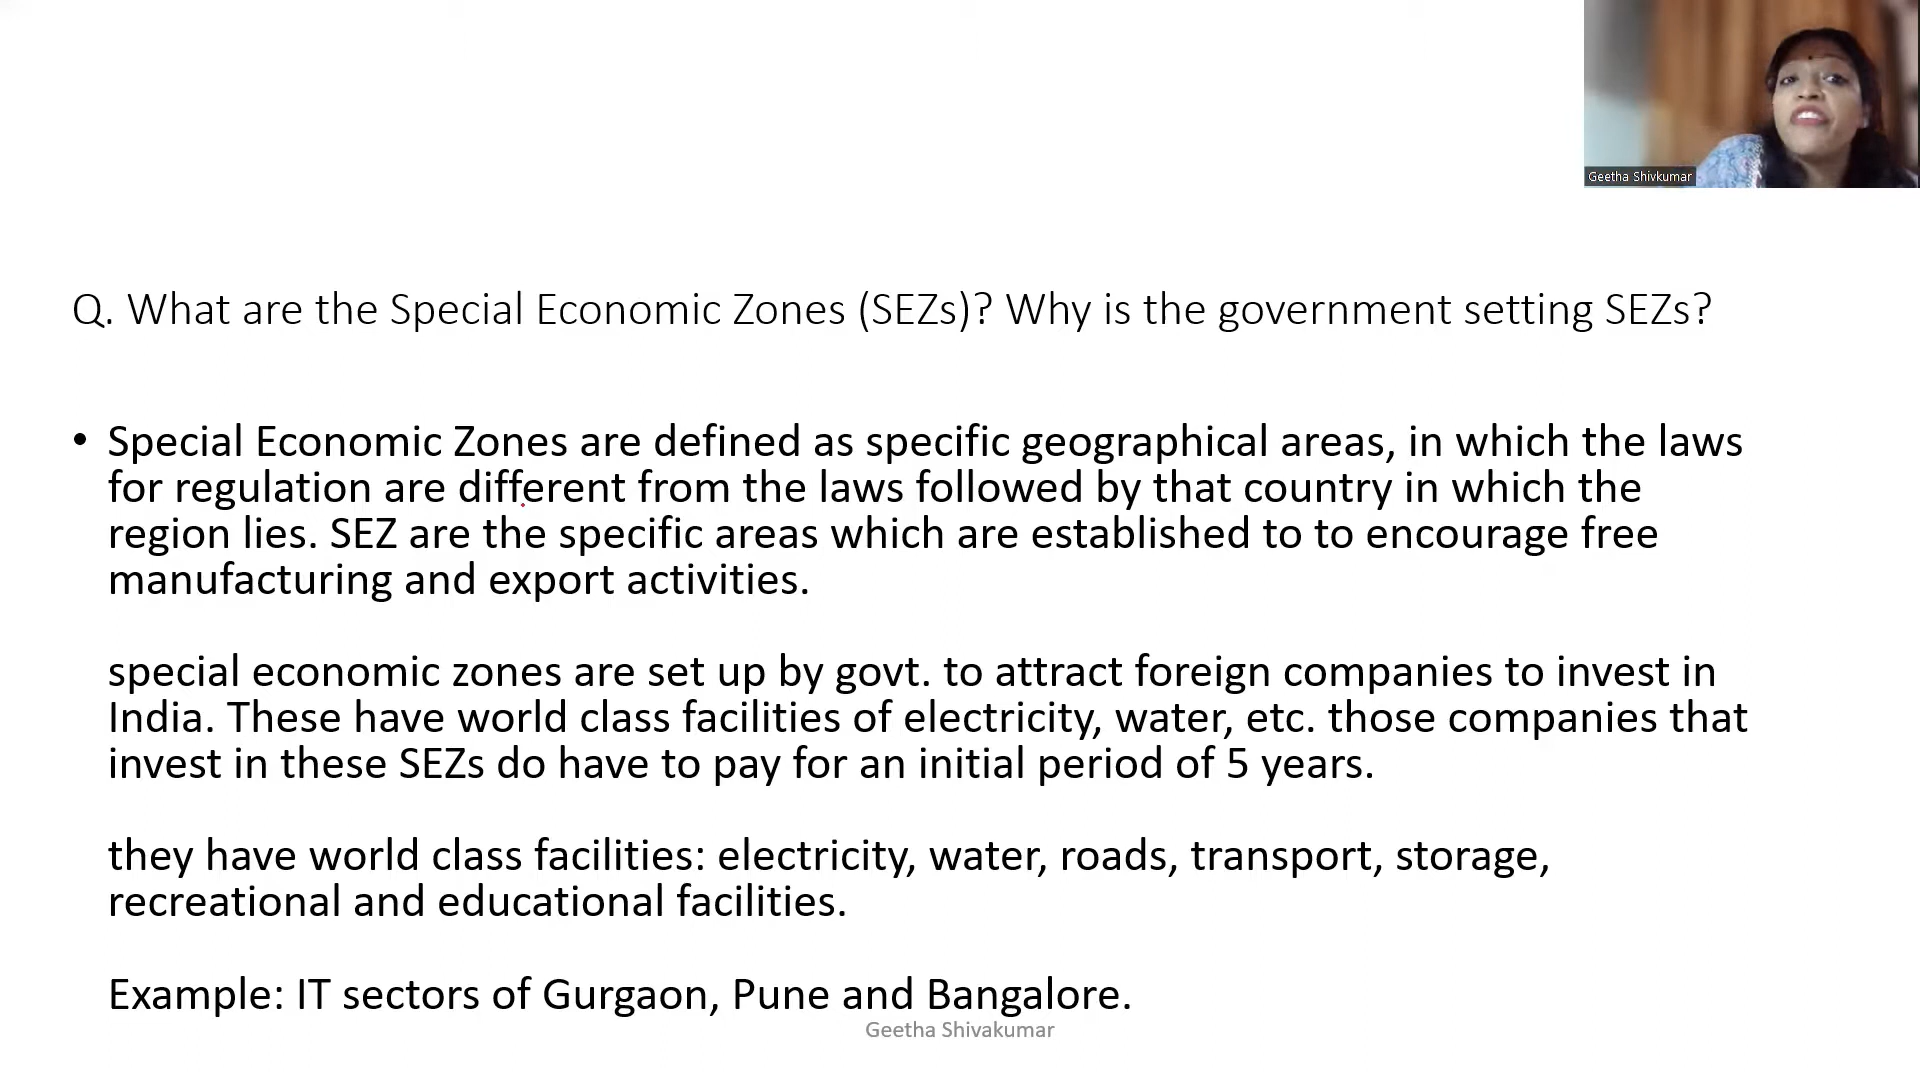 Geetha Shivkumar
Q. What are the Special Economic Zones (SEZs)? Why is the government setting SEZs?
• Special Economic Zones are defined as specific geographical areas, in which the laws
for regulation are different from the laws followed by that country in which the
region lies. SEZ are the specific areas which are established to to encourage free
manufacturing and export activities.
special economic zones are set up by govt. to attract foreign companies to invest in
India. These have world class facilities of electricity, water, etc. those companies that
invest in these SEZs do have to pay for an initial period of 5 years.
they have world class facilities: electricity, water, roads, transport, storage,
recreational and educational facilities.
Example: IT sectors of Gurgaon, Pune and Bangalore.
Geetha Shivakumar